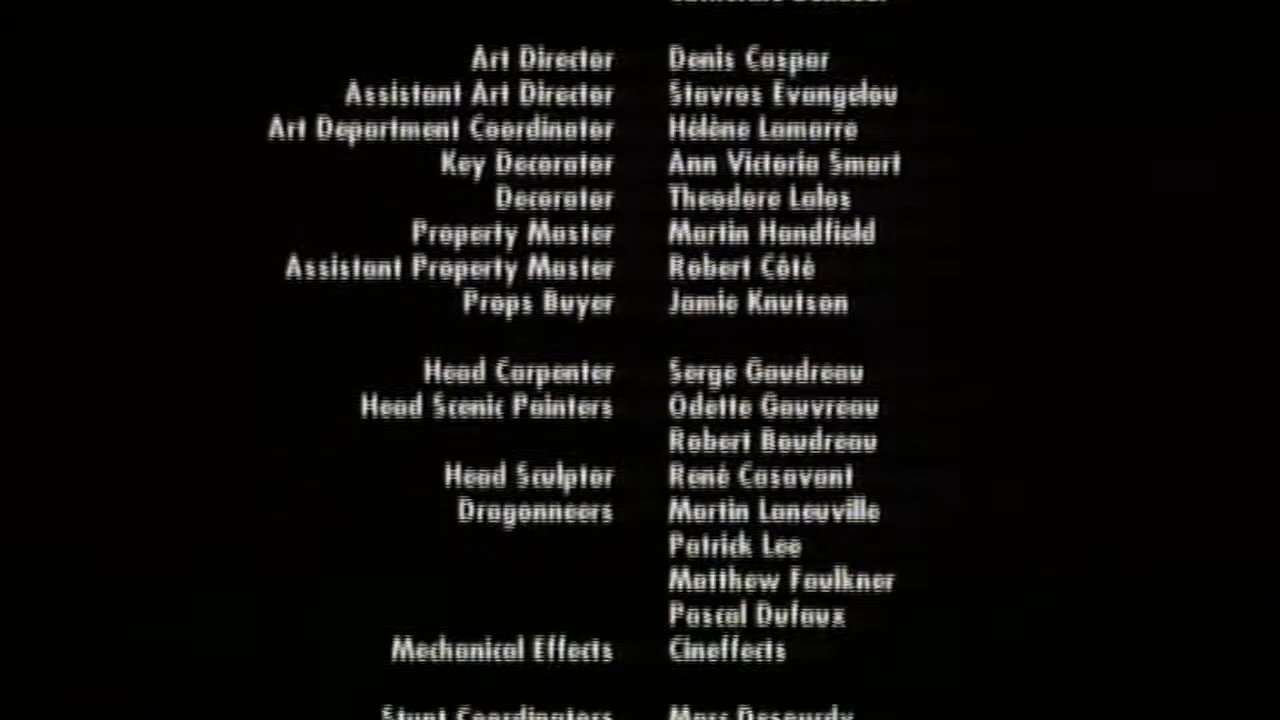 Art Director Denis Caspar
Assistant Art Director Stavros Evangelou
Art Department Coordinator Hélène Lamarre
Key Decorator Ann Victoria Smart
Decorator Theodore Lalos
Property Master Martin Handfield
Assistant Property Master Robert Côté
Props Buyer Jamie Knutson
Head Carpenter Serge Gaudreau
Head Scenic Painters Odette Gauvreau
Robert Boudreau
Head Sculptor René Casavant
Dragonneers Martin Laneuville
Patrick Lee
Matthew Faulkner
Pascal Dufaux
Mechanical Effects Cineffects
Stunt Coordinators